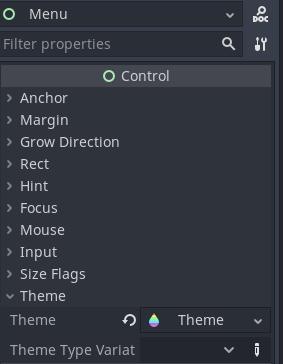 Menu
DOC
Filter properties
Control
Anchor
Margin
Grow Direction
Rect
Hint
Focus
Mouse
Input
Size Flags
Theme
Theme Theme
Theme Type Variat